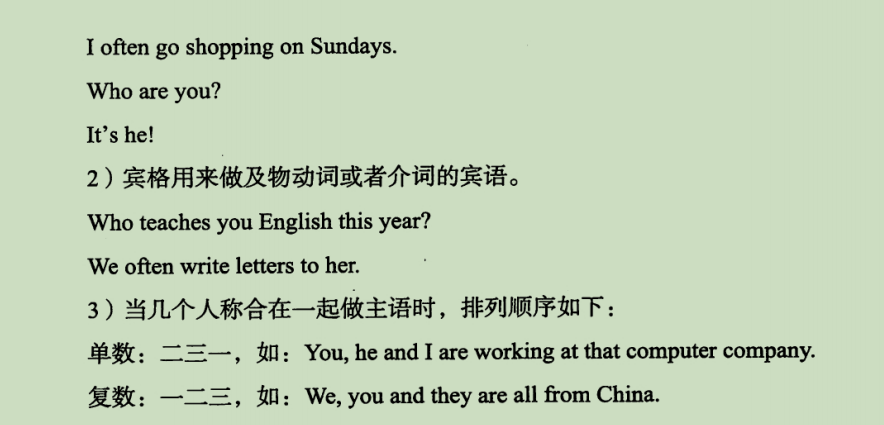 I often go shopping on Sundays.
Who are you?
It's he!
2）宾格用来做及物动词或者介词的宾语。
Who teaches you English this year?
We often write letters to her.
3）当几个人称合在一起做主语时，排列顺序如下：
单数：二三一，如：You, he and I are working at that computer company.
复数：一二三，如：We, you and they are all from China.